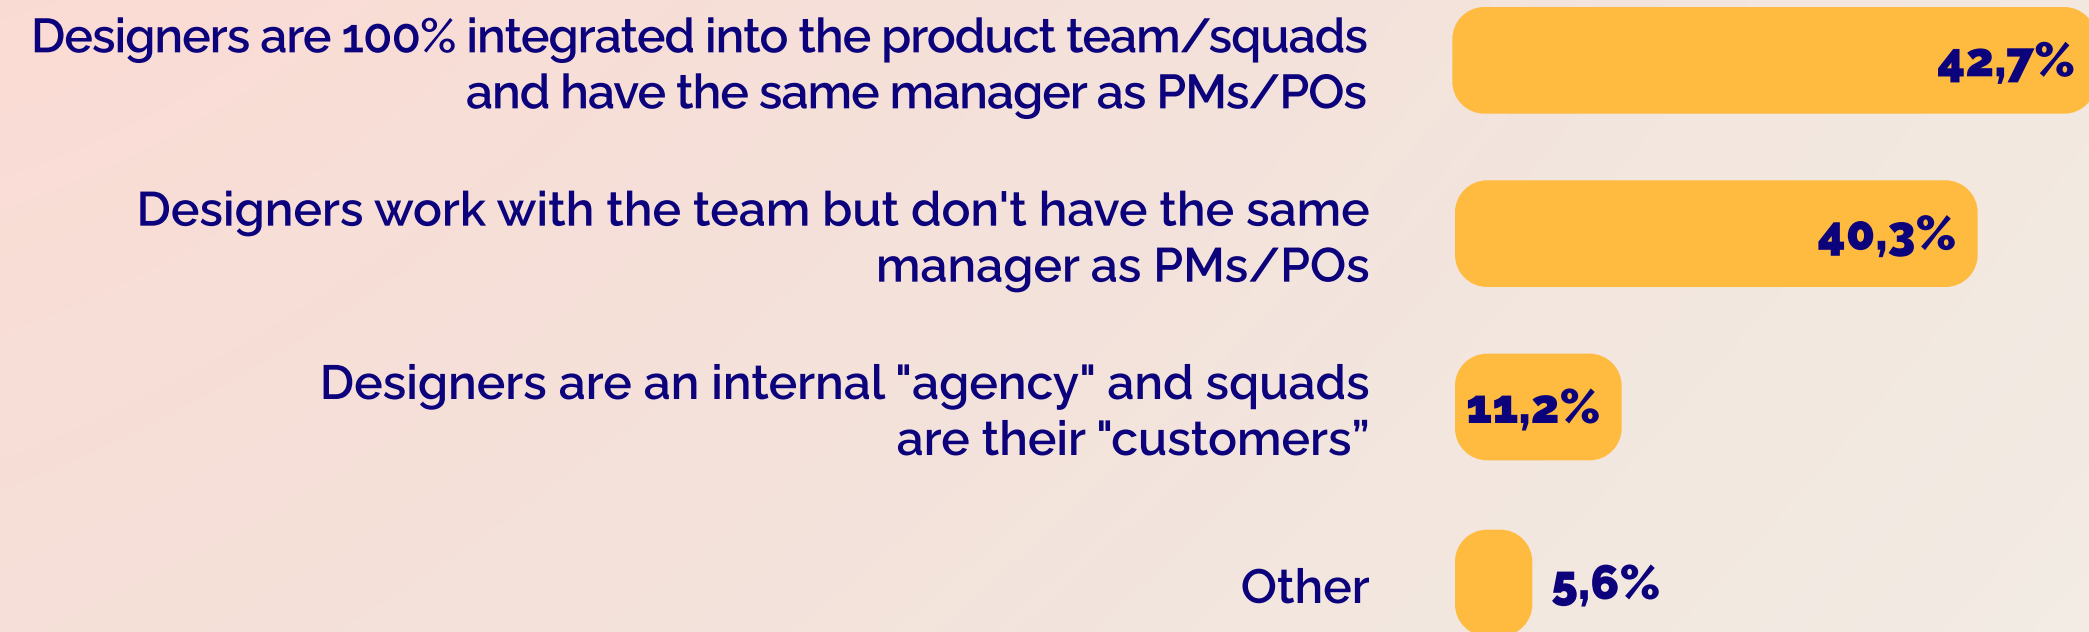 Designers are 100% integrated into the product team/squads
and have the same manager as PMs/POs
42,7%
Designers work with the team but don't have the same
manager as PMs/POs
40,3%
Designers are an internal "agency" and squads
are their "customers”
11,2%
Other
5,6%